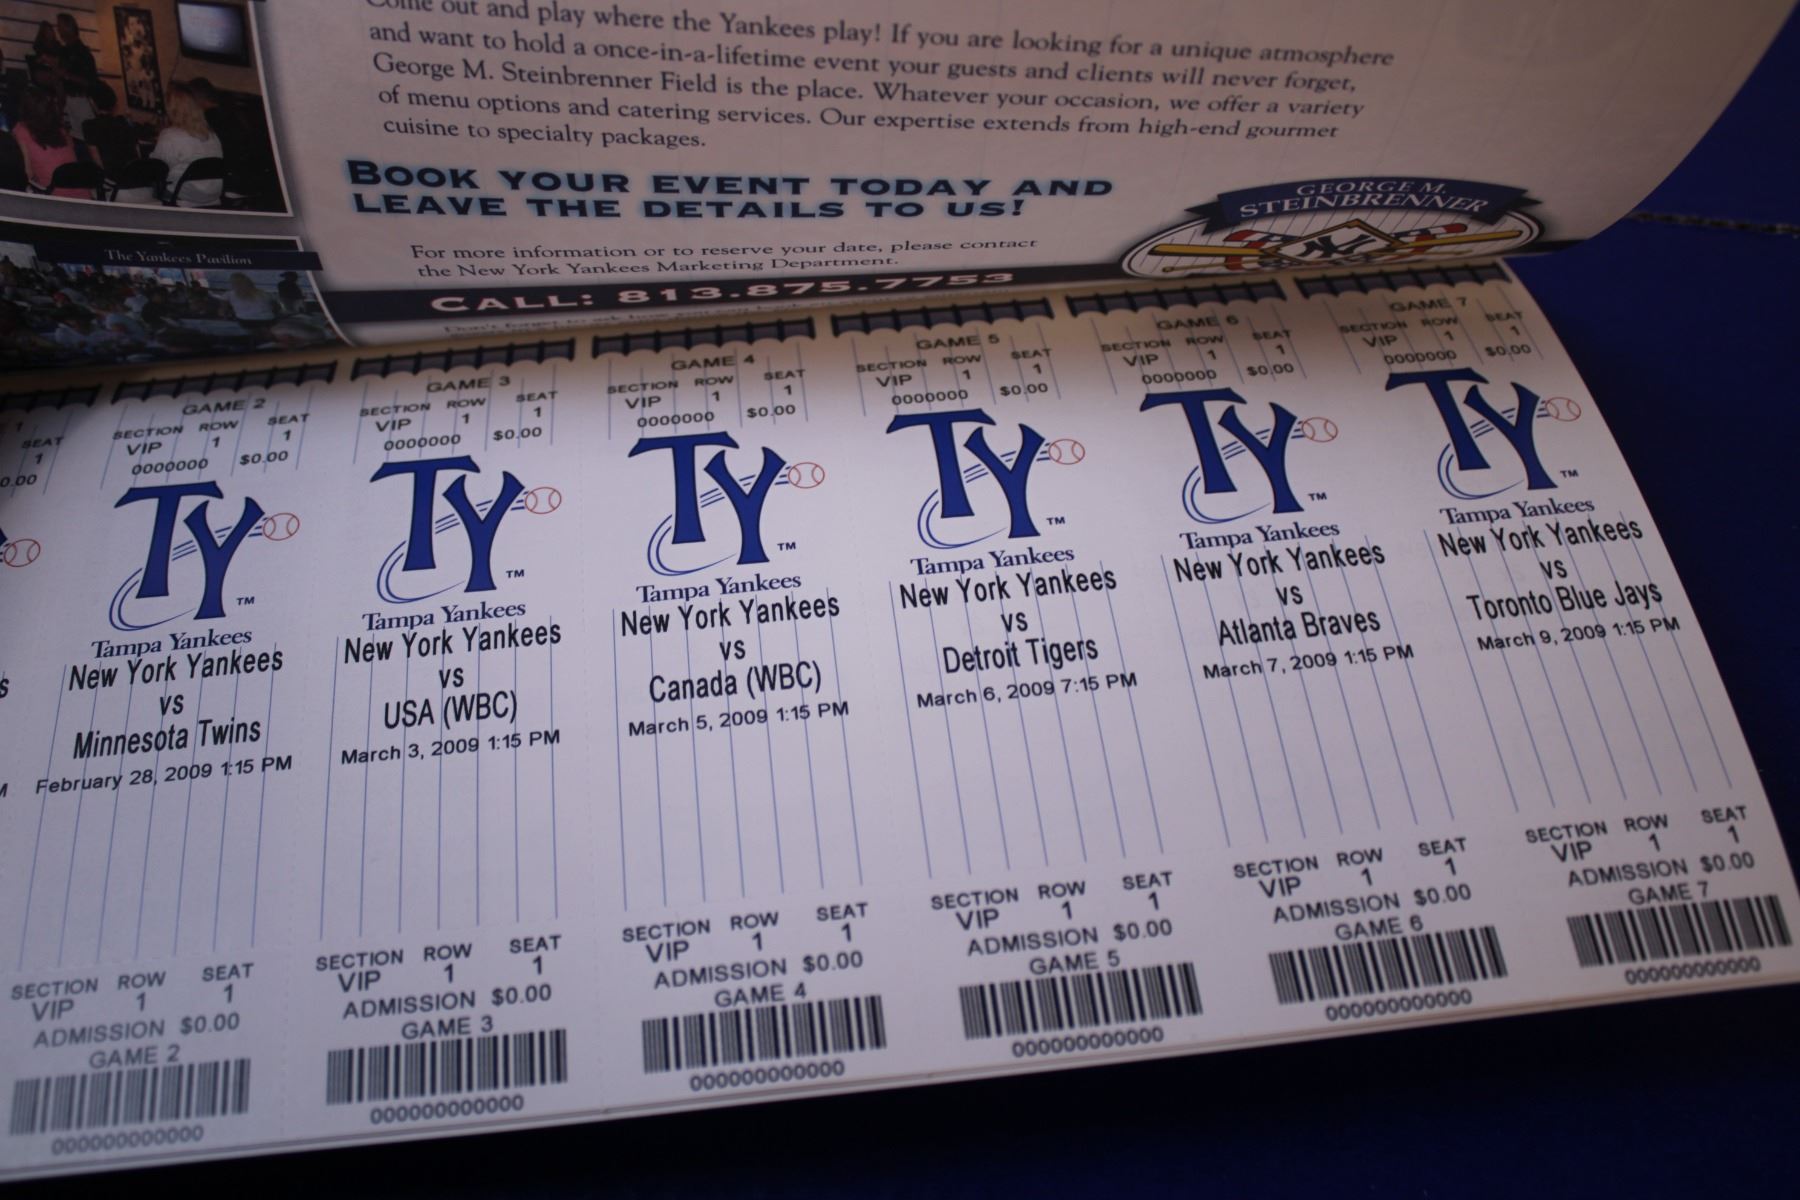 Come out and play where the Yankees play! If you are looking for a unique atmosphere
and want to hold a once-in-a-lifetime event your guests and clients will never forget,
George M. Steinbrenner Field is the place. Whatever your occasion, we offer a variety
of menu options and catering services. Our expertise extends from high-end gourmet
cuisine to specialty packages.
BOOK YOUR EVENT TODAY AND
LEAVE THE DETAILS TO US!
GEORGE M.
STEINBRENNER
NY
The Yankees Pavilion
For more information or to reserve your date, please contact
the New York Yankees Marketing Department.
CALL: 813.875.7753
1
SEAT
1
0.00
GAME 2
SECTION ROW SEAT
VIP 1 1
0000000 $0.00
TY
TM
Tampa Yankees
New York Yankees
vs
Minnesota Twins
February 28, 2009 1:15 PM
SECTION ROW SEAT
VIP 1 1
ADMISSION $0.00
GAME 2
000000000000
GAME 3
SECTION ROW SEAT
VIP 1 1
0000000 $0.00
TY
TM
Tampa Yankees
New York Yankees
vs
USA (WBC)
March 3, 2009 1:15 PM
SECTION ROW SEAT
VIP 1 1
ADMISSION $0.00
GAME 3
000000000000
GAME 4
SECTION ROW SEAT
VIP 1 1
0000000 $0.00
TY
TM
Tampa Yankees
New York Yankees
vs
Canada (WBC)
March 5, 2009 1:15 PM
SECTION ROW SEAT
VIP 1 1
ADMISSION $0.00
GAME 4
000000000000
GAME 5
SECTION ROW SEAT
VIP 1 1
0000000 $0.00
TY
TM
Tampa Yankees
New York Yankees
vs
Detroit Tigers
March 6, 2009 7:15 PM
SECTION ROW SEAT
VIP 1 1
ADMISSION $0.00
GAME 5
000000000000
GAME 6
SECTION ROW SEAT
VIP 1 1
0000000 $0.00
TY
TM
Tampa Yankees
New York Yankees
vs
Atlanta Braves
March 7, 2009 1:15 PM
SECTION ROW SEAT
VIP 1 1
ADMISSION $0.00
GAME 6
000000000000
GAME 7
SECTION ROW SEAT
VIP 1 1
0000000 $0.00
TY
TM
Tampa Yankees
New York Yankees
vs
Toronto Blue Jays
March 9, 2009 1:15 PM
SECTION ROW SEAT
VIP 1 1
ADMISSION $0.00
GAME 7
000000000000